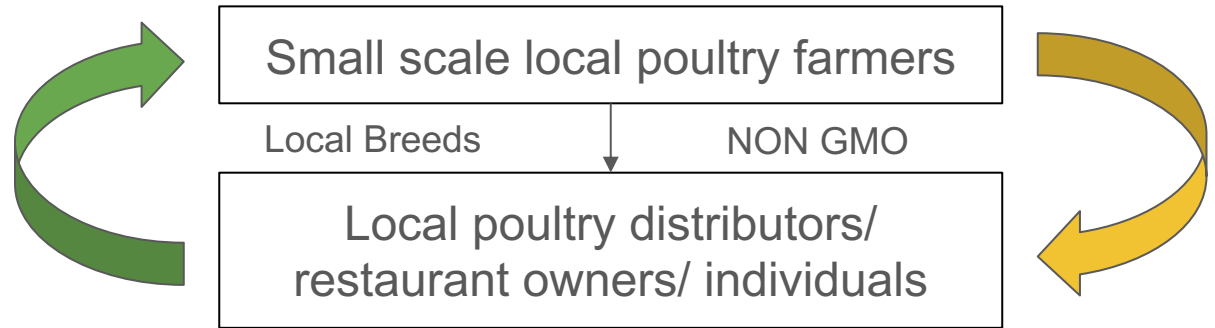 Small scale local poultry farmers
Local Breeds
NON GMO
Local poultry distributors/
restaurant owners/ individuals